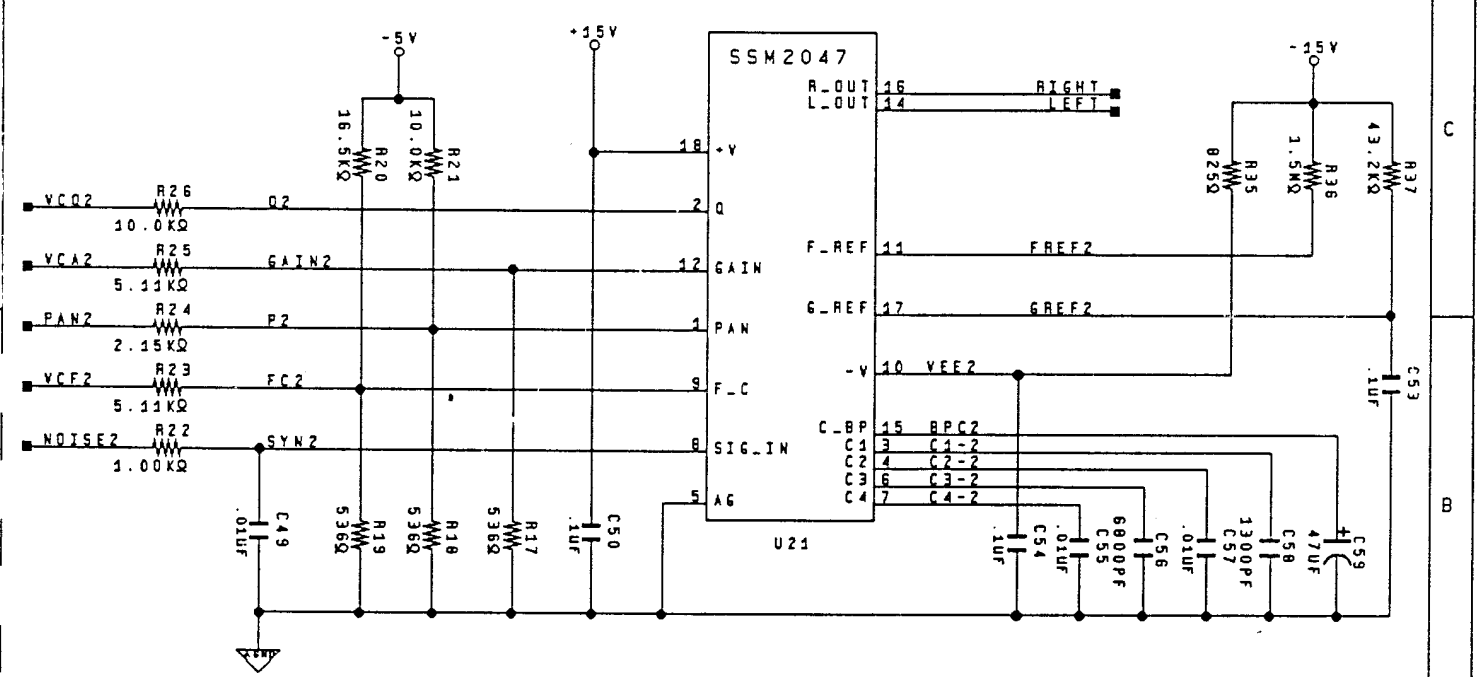 -5V
+15V
SSM2047
-15V
R_OUT 16 RIGHT
L_OUT 14 LEFT
C
16.5KΩ
R20
10.0KΩ
R21
18 +V
825Ω
R35
1.5MΩ
R36
43.2KΩ
R37
VCQ2 R26 Q2 2 Q
10.0KΩ
VCA2 R25 GAIN2 12 GAIN
5.11KΩ
F_REF 11 FREF2
PAN2 R24 P2 1 PAN
2.15KΩ
G_REF 17 GREF2
VCF2 R23 FC2 9 F_C
5.11KΩ
-V 10 VEE2
C53
.1UF
NOISE2 R22 SYN2 8 SIG_IN
1.00KΩ
C_BP 15 BPC2
C1 3 C1-2
C2 4 C2-2
C3 6 C3-2
C4 7 C4-2
5 AG
B
C49
.01UF
R19
536Ω
R18
536Ω
R17
536Ω
C50
.1UF
U21
C54
.1UF
C55
.01UF
C56
6800PF
C57
.01UF
C58
1300PF
C59
+
47UF
AGND